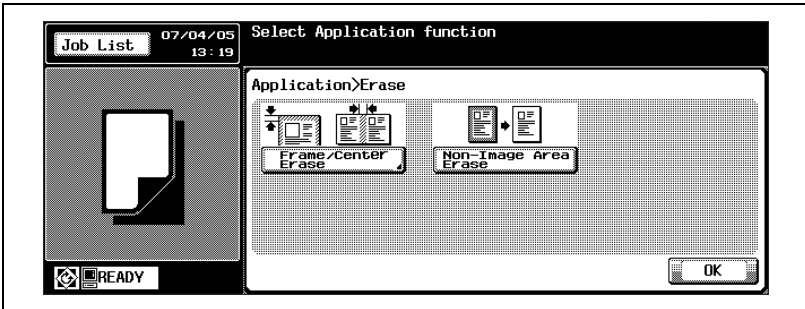 Job List
07/04/05
13:19
Select Application function
Application>Erase
Frame/Center
Erase
Non-Image Area
Erase
OK
READY